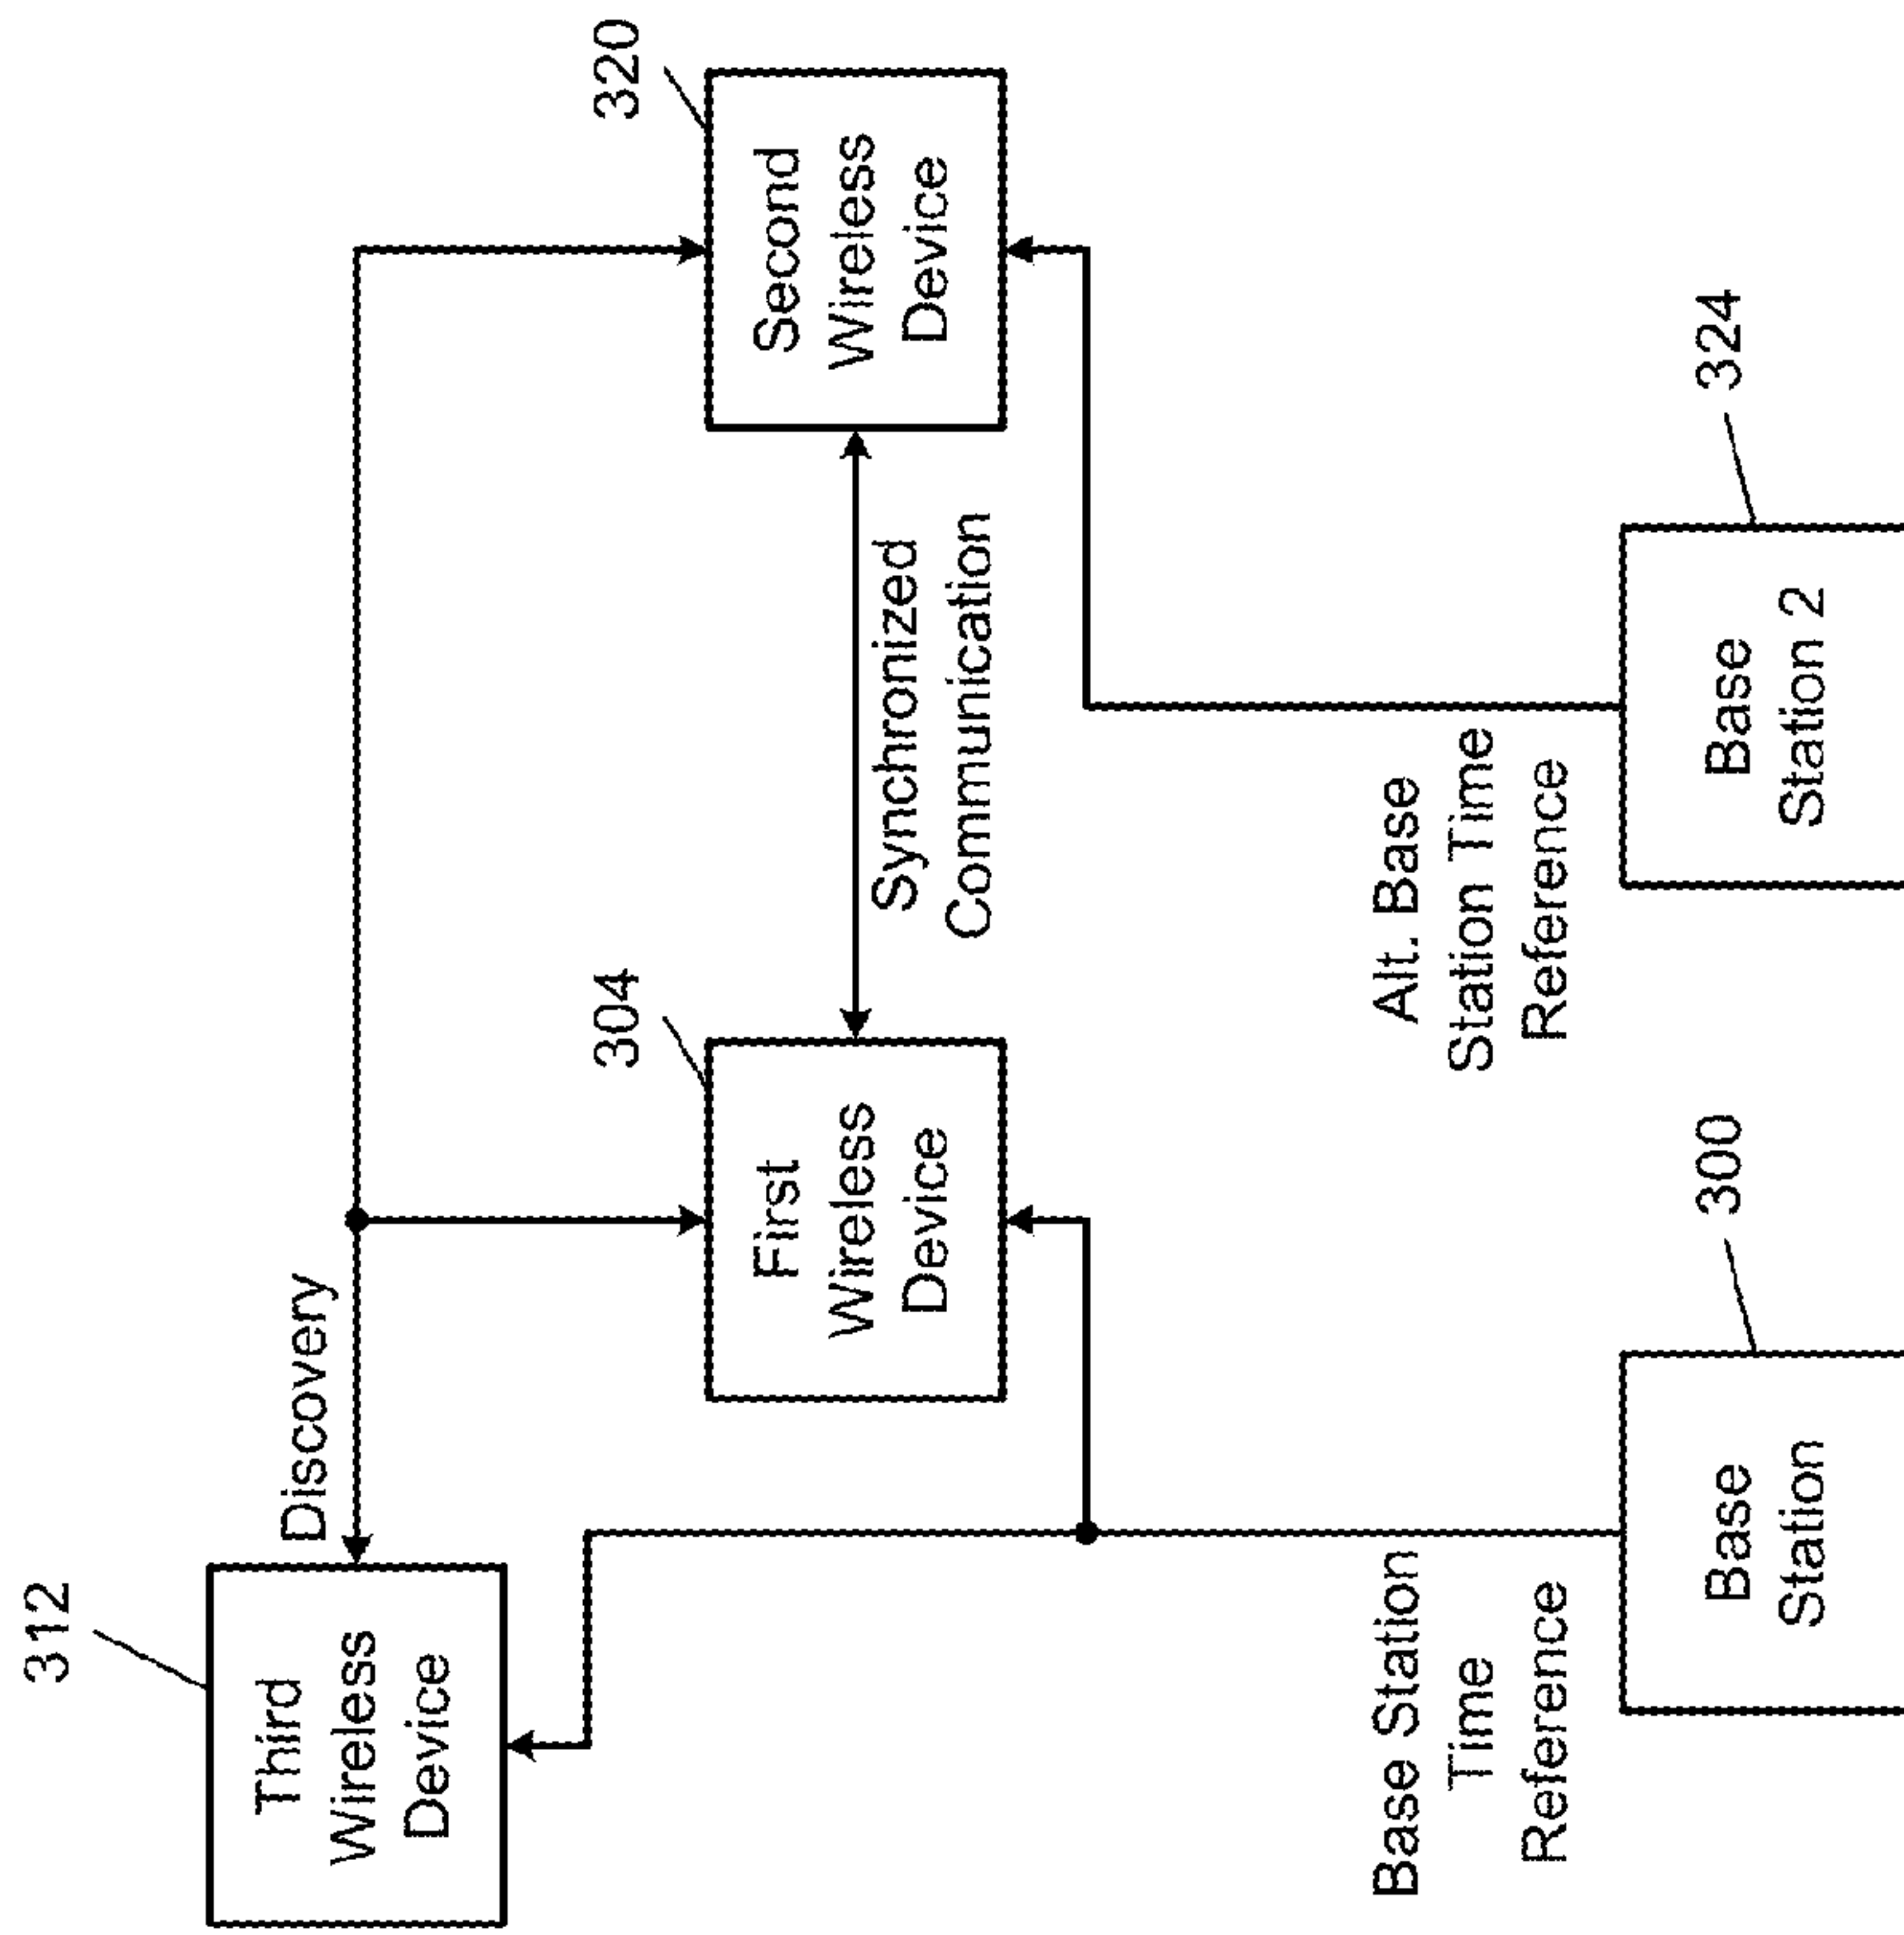 312
Third
Wireless
Device
Discovery
304
First
Wireless
Device
Synchronized
Communication
320
Second
Wireless
Device
Base Station
Time
Reference
Alt. Base
Station Time
Reference
300
Base
Station
324
Base
Station 2